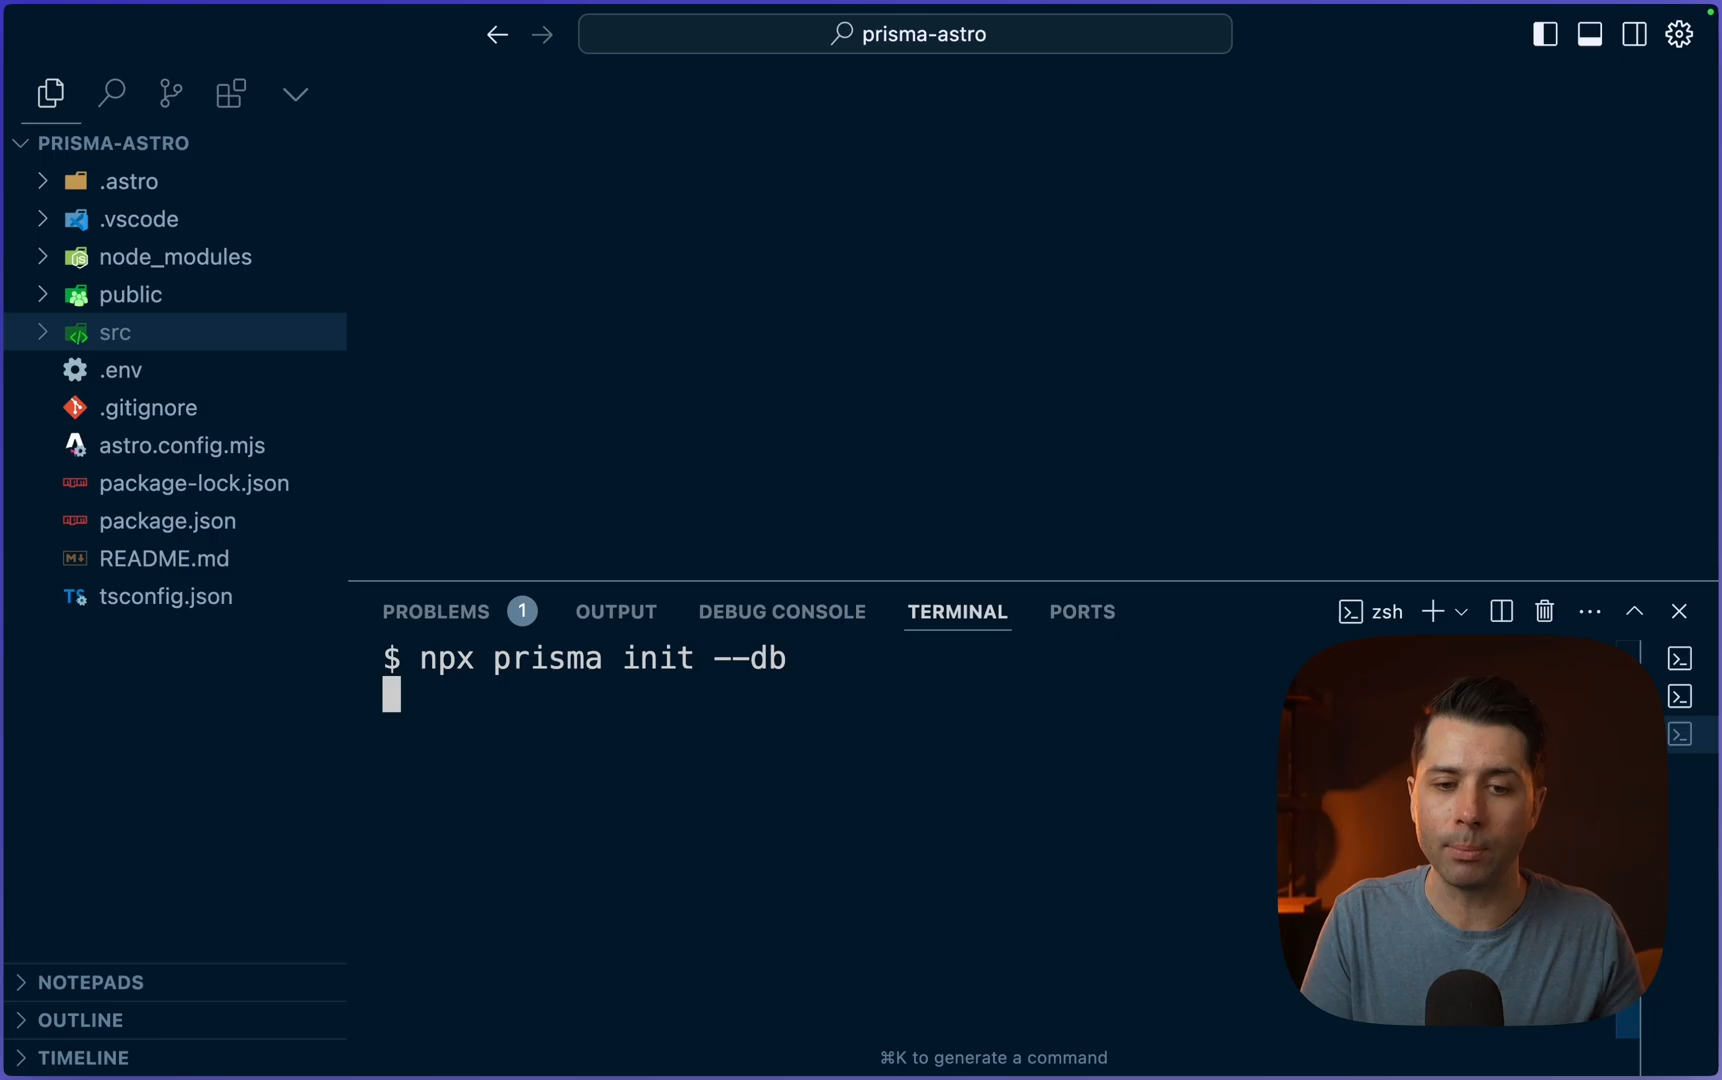 prisma-astro
PRISMA-ASTRO
.astro
.vscode
node_modules
public
src
.env
.gitignore
astro.config.mjs
package-lock.json
package.json
README.md
tsconfig.json
NOTEPADS
OUTLINE
TIMELINE
PROBLEMS 1 OUTPUT DEBUG CONSOLE TERMINAL PORTS zsh
$ npx prisma init --db
⌘K to generate a command